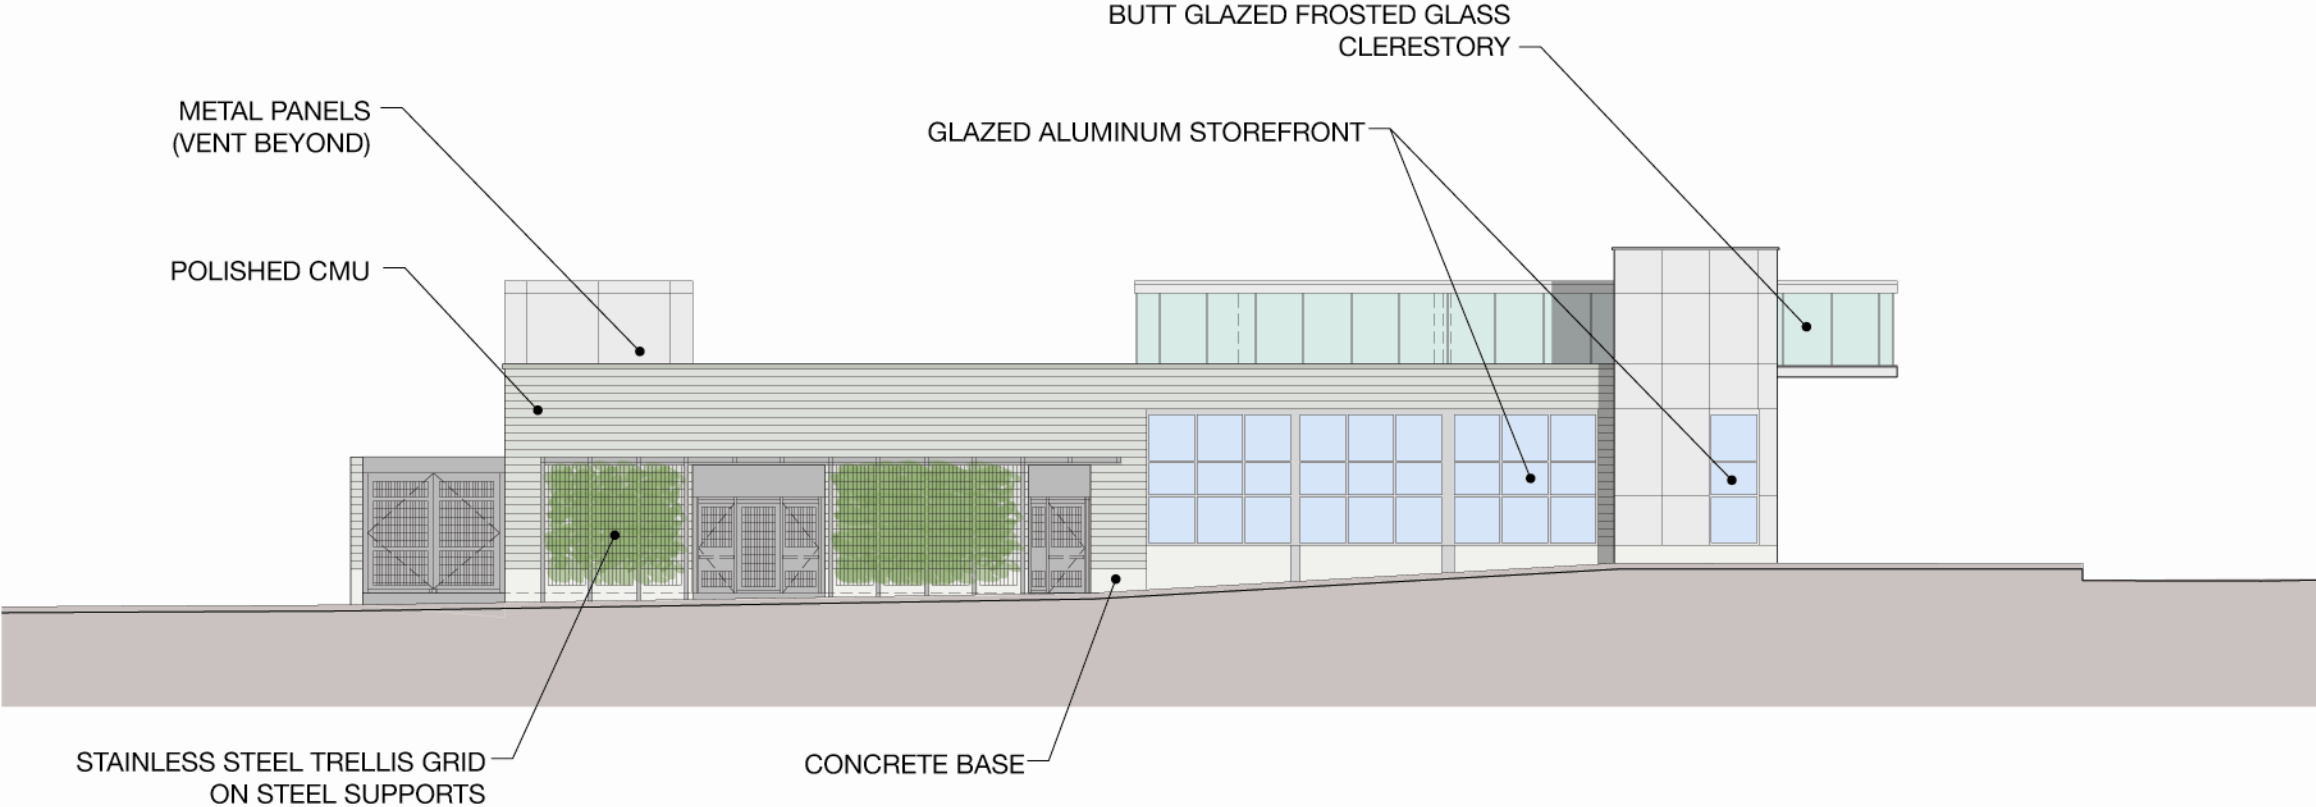 BUTT GLAZED FROSTED GLASS
CLERESTORY
METAL PANELS
(VENT BEYOND)
GLAZED ALUMINUM STOREFRONT
POLISHED CMU
STAINLESS STEEL TRELLIS GRID
ON STEEL SUPPORTS
CONCRETE BASE